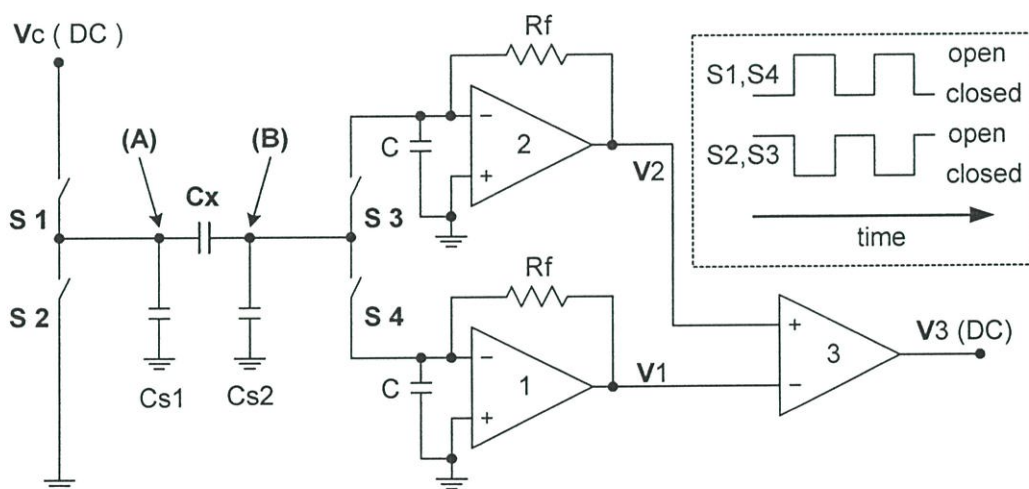 Vc ( DC )
Rf
(A)
(B)
C
−
+
2
V2
S 1
Cx
S 3
S 2
S 4
Rf
Cs1
Cs2
C
−
+
1
V1
+
−
3
V3 (DC)
S1,S4
open
closed
S2,S3
open
closed
time